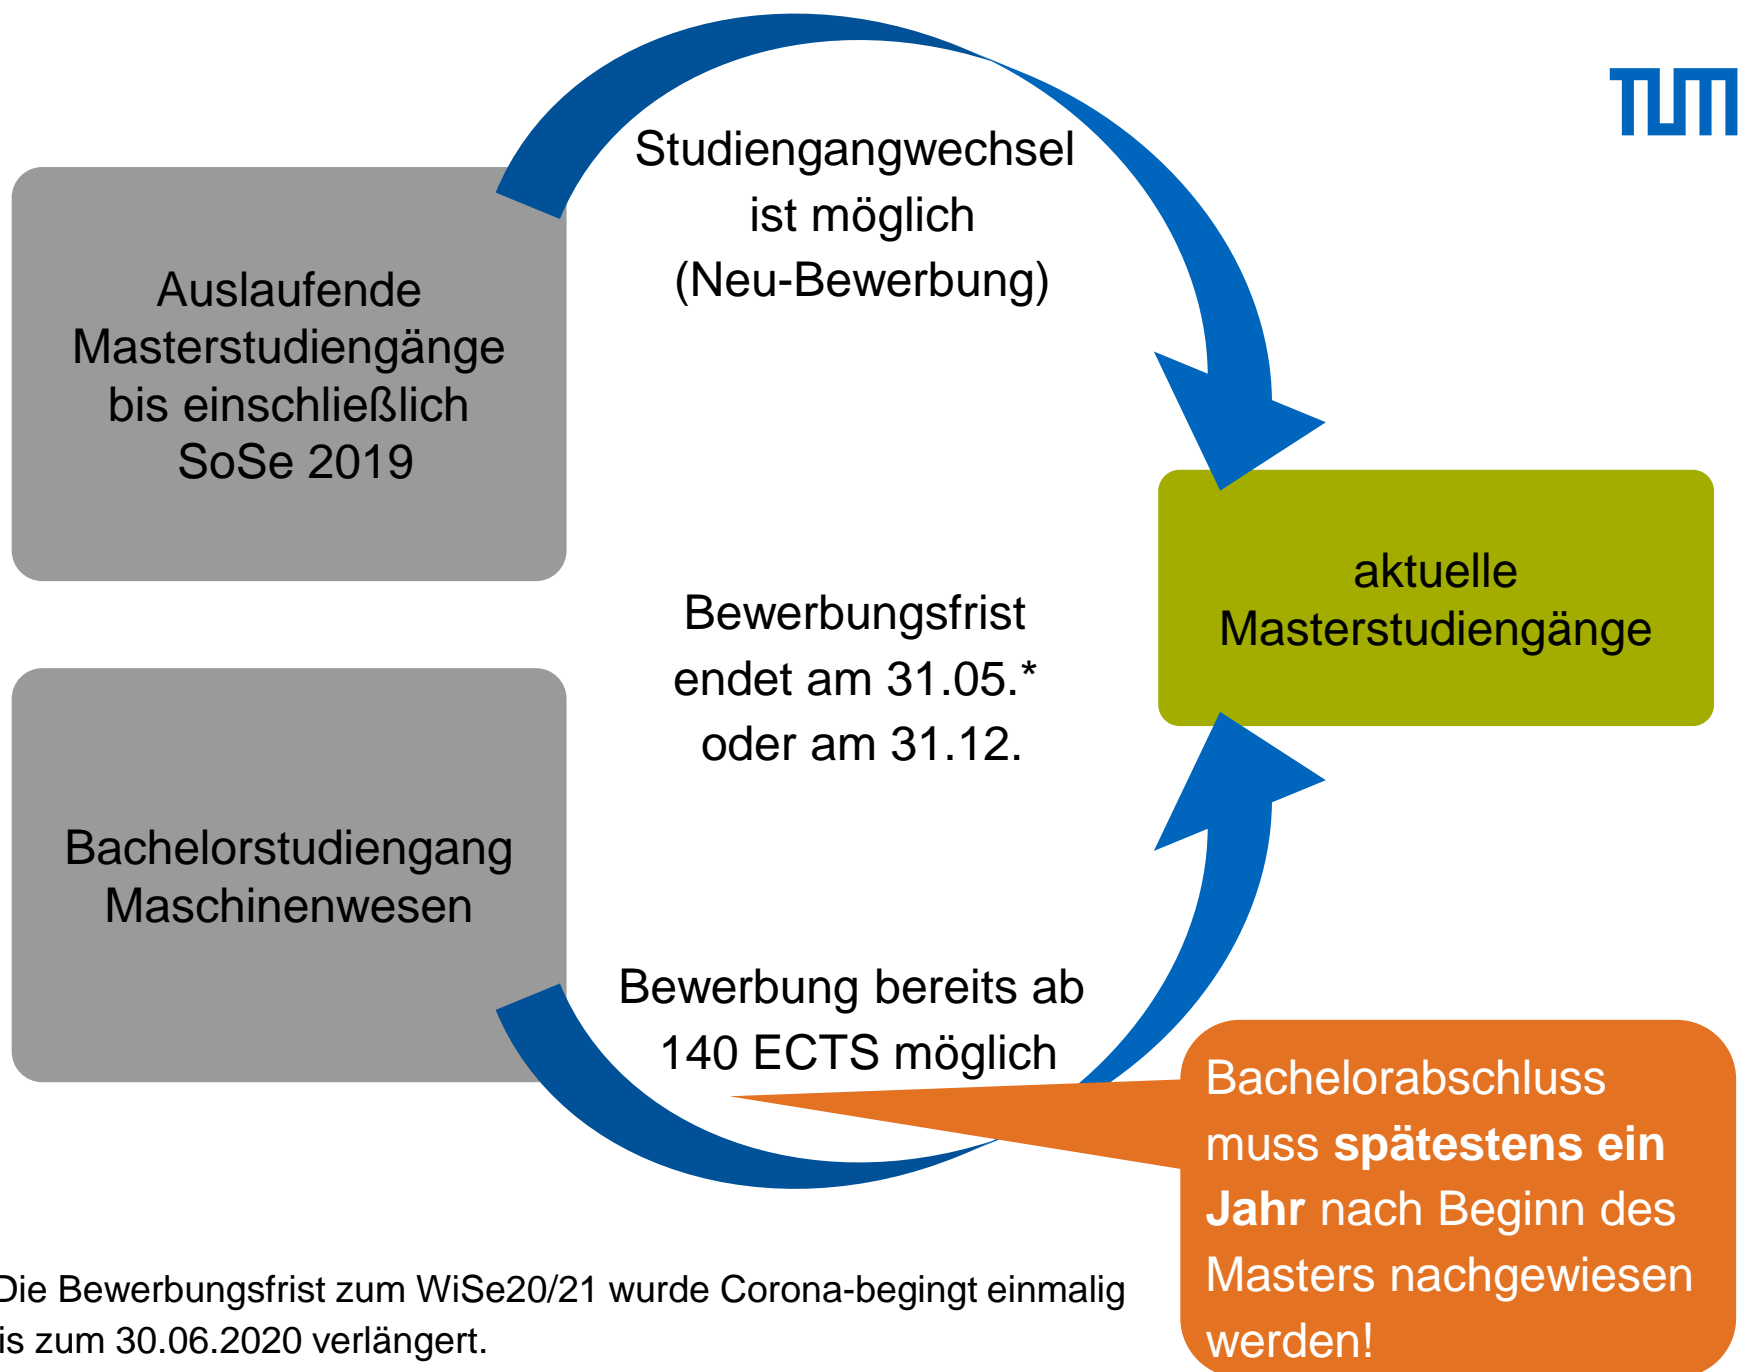 TUM
Studiengangwechsel
ist möglich
(Neu-Bewerbung)
Auslaufende
Masterstudiengänge
bis einschließlich
SoSe 2019
aktuelle
Masterstudiengänge
Bewerbungsfrist
endet am 31.05.*
oder am 31.12.
Bachelorstudiengang
Maschinenwesen
Bewerbung bereits ab
140 ECTS möglich
Bachelorabschluss
muss spätestens ein
Jahr nach Beginn des
Masters nachgewiesen
werden!
Die Bewerbungsfrist zum WiSe20/21 wurde Corona-begingt einmalig
is zum 30.06.2020 verlängert.